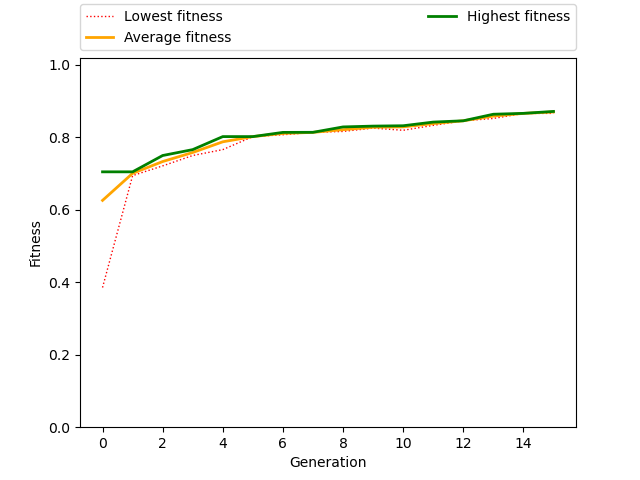 Lowest fitness
Average fitness
Highest fitness
1.0
0.8
0.6
0.4
0.2
0.0
Fitness
0 2 4 6 8 10 12 14
Generation